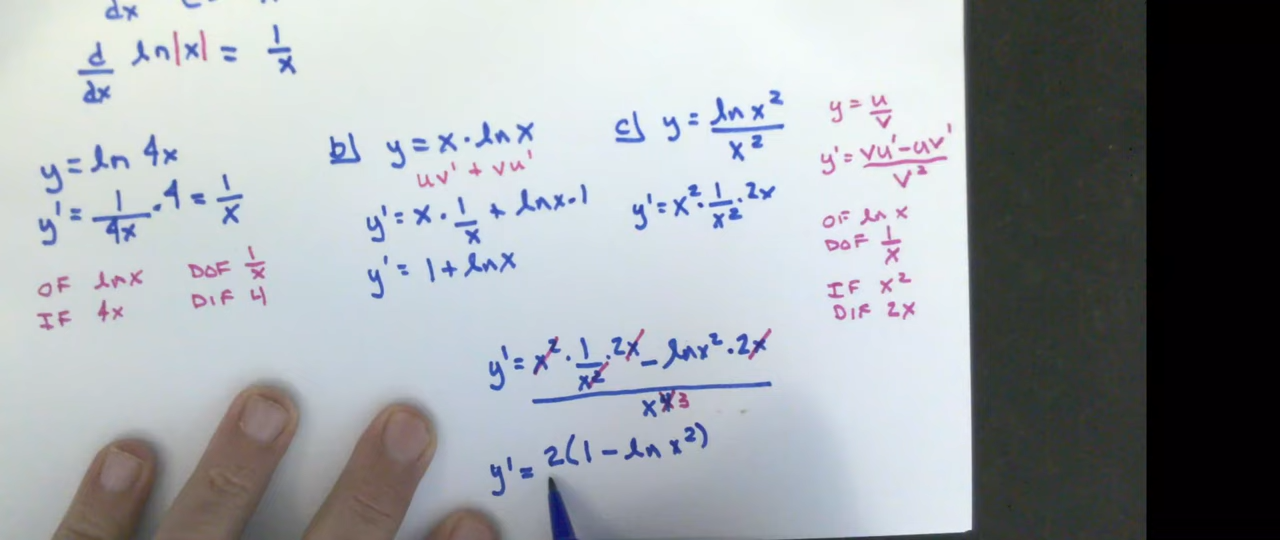 d/dx
d/dx ln|x| = 1/x
y = ln 4x
y' = 1/4x · 4 = 1/x
OF ln x DOF 1/x
IF 4x DIF 4
b) y = x · ln x
uv' + vu'
y' = x · 1/x + ln x · 1
y' = 1 + ln x
c) y = ln x² / x²
y' = x² · 1/x² · 2x
y = u/v
y' = vu' - uv' / v²
OF ln x
DOF 1/x
IF x²
DIF 2x
y' = x² · 1/x² · 2x - ln x² · 2x / x⁴ 3
y' = 2(1 - ln x²)